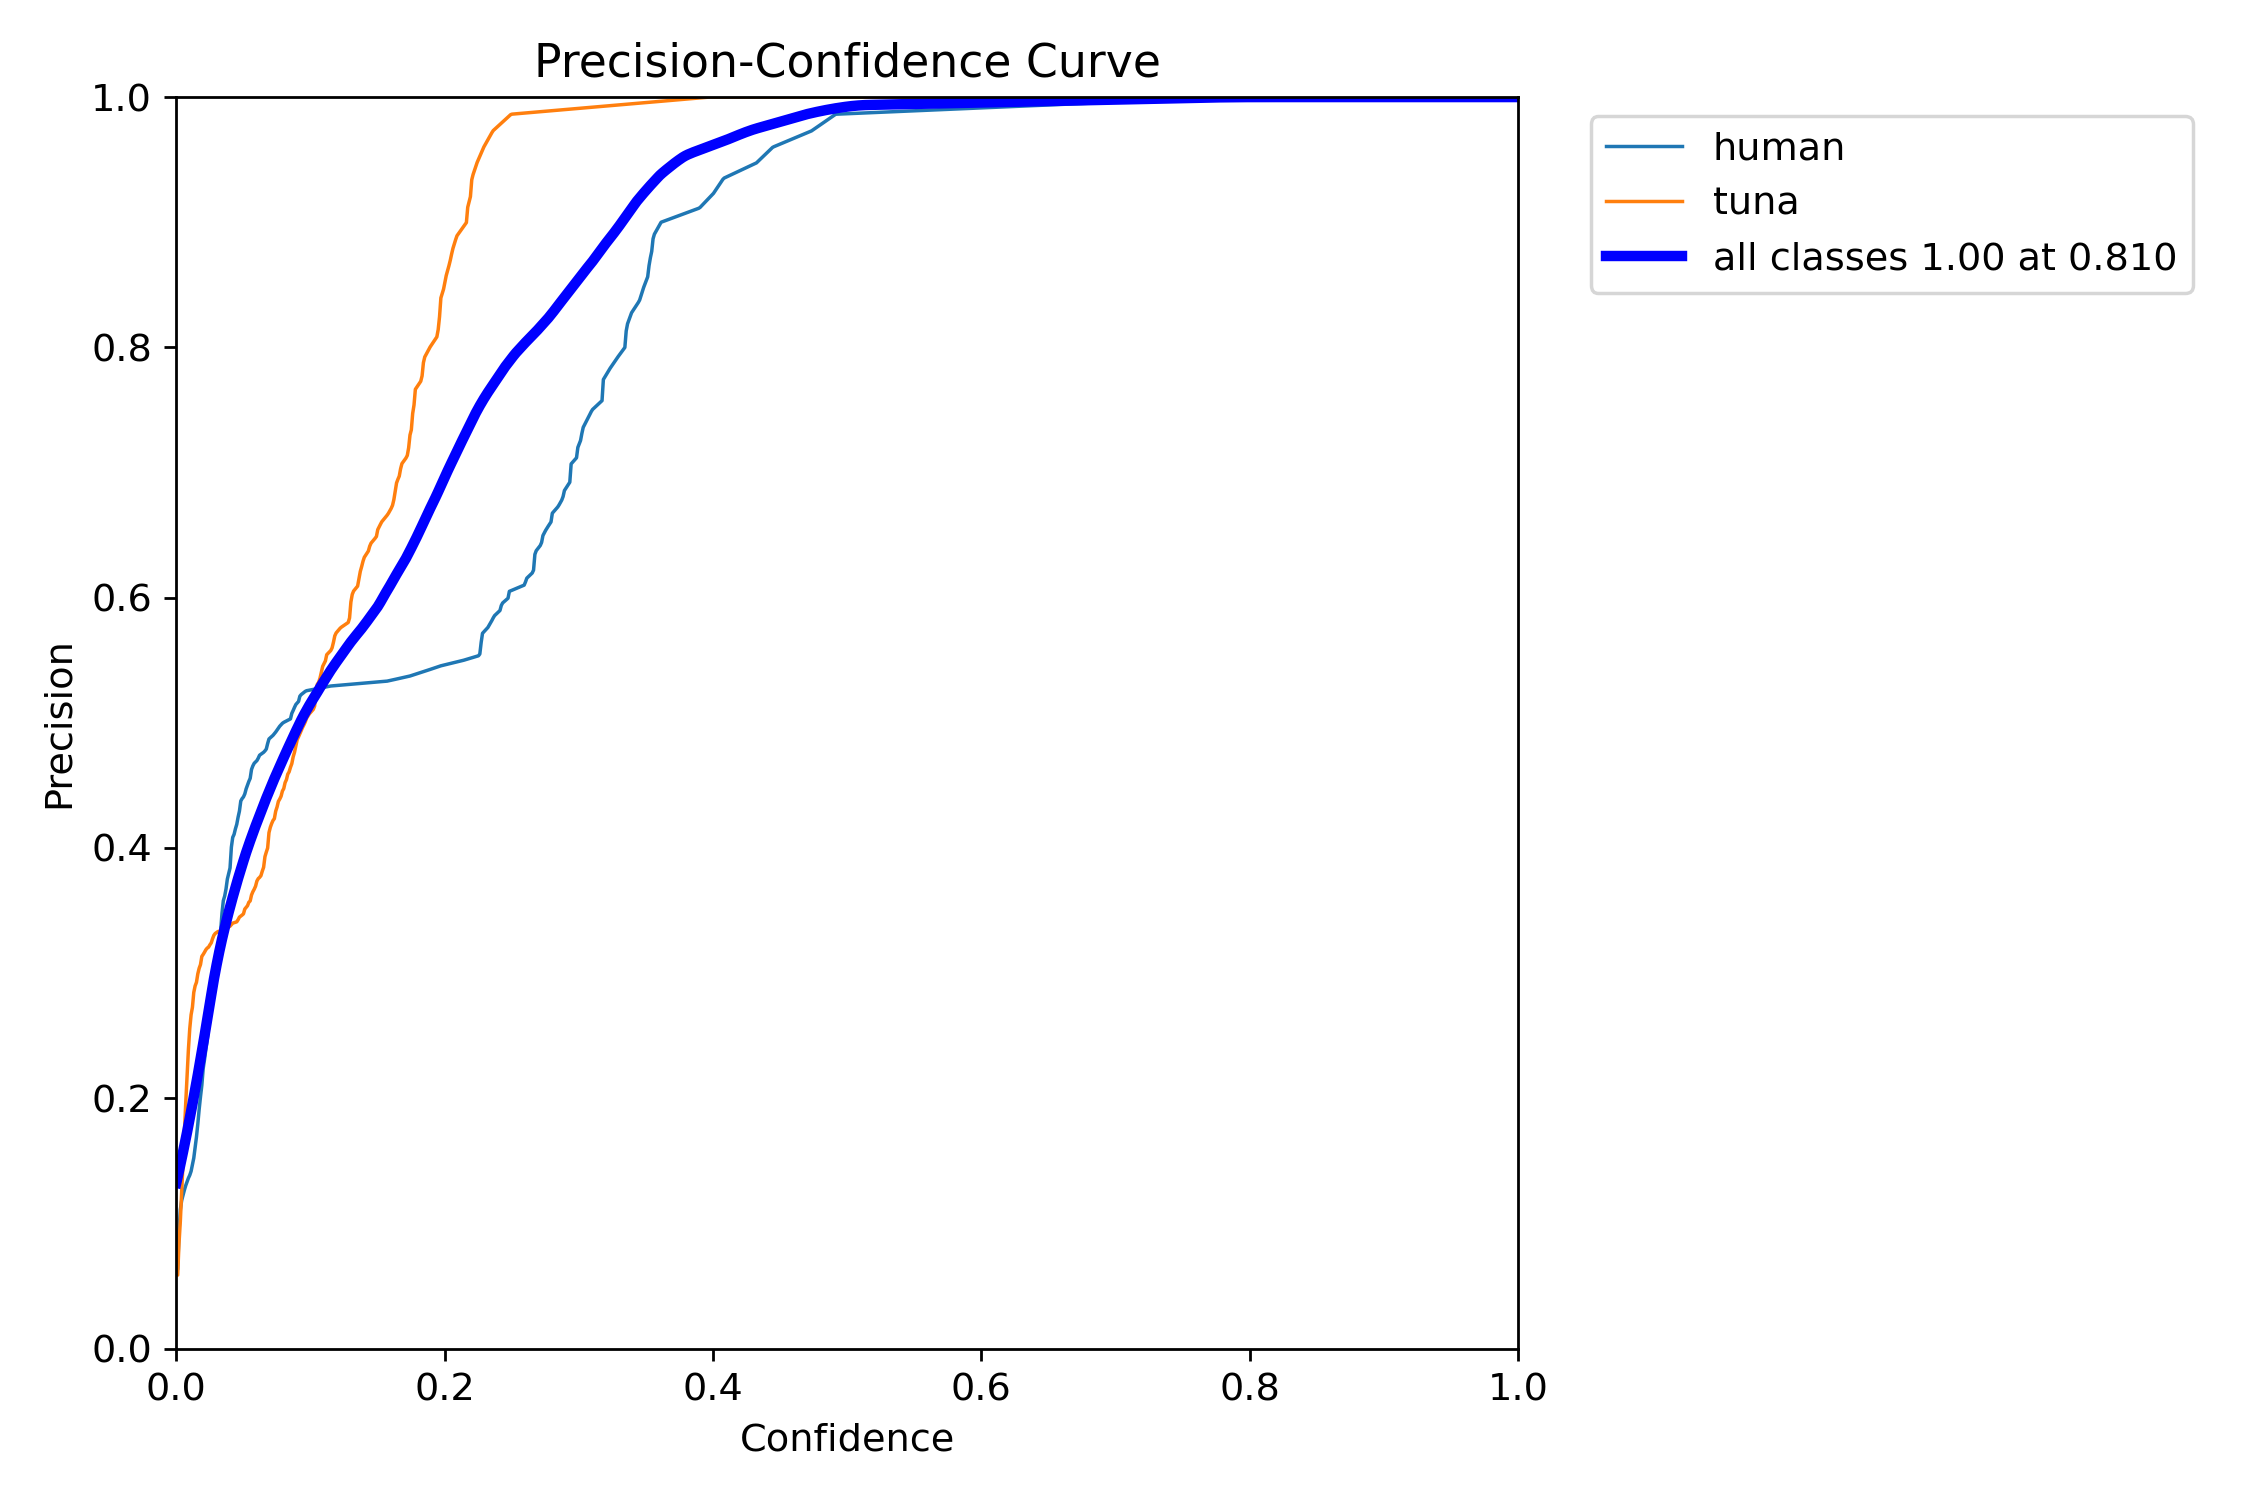 Precision-Confidence Curve
1.0
0.8
0.6
0.4
0.2
0.0
Precision
0.0 0.2 0.4 0.6 0.8 1.0
Confidence
human
tuna
all classes 1.00 at 0.810